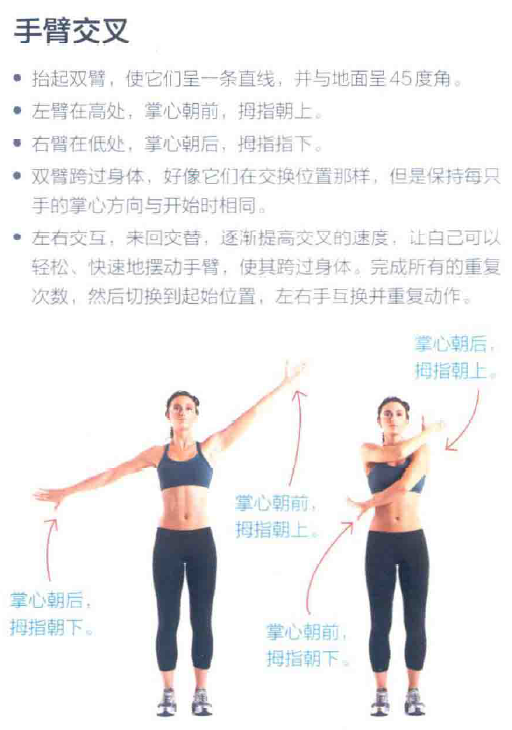 手臂交叉
• 抬起双臂，使它们呈一条直线，并与地面呈45度角。
• 左臂在高处，掌心朝前，拇指朝上。
• 右臂在低处，掌心朝后，拇指指下。
• 双臂跨过身体，好像它们在交换位置那样，但是保持每只
手的掌心方向与开始时相同。
• 左右交互，来回交替，逐渐提高交叉的速度，让自己可以
轻松、快速地摆动手臂，使其跨过身体。完成所有的重复
次数，然后切换到起始位置，左右手互换并重复动作。
掌心朝后，
拇指朝上。
掌心朝前，
拇指朝上。
掌心朝后，
拇指朝下。
掌心朝前，
拇指朝下。